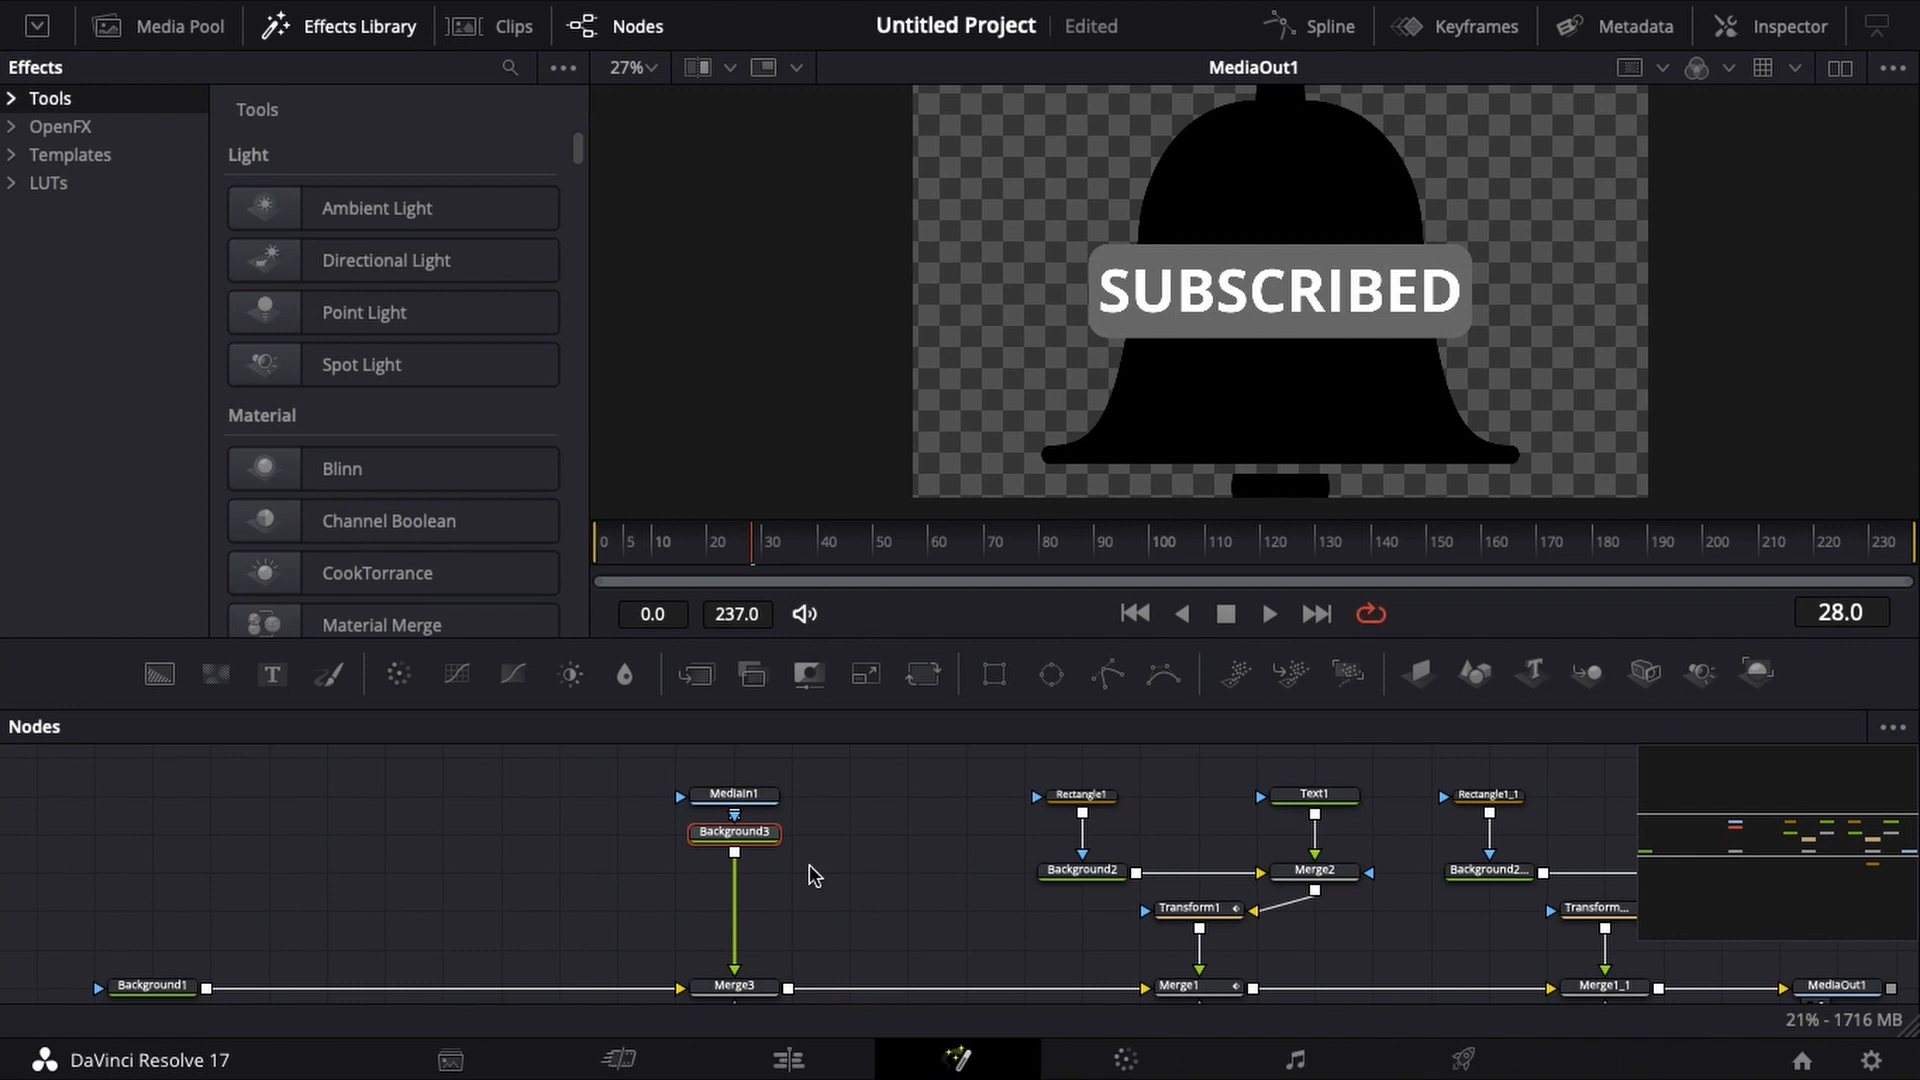 Media Pool
Effects Library
Clips
Nodes
Untitled Project
Edited
Spline
Keyframes
Metadata
Inspector
Effects
27%
MediaOut1
Tools
OpenFX
Templates
LUTs
Tools
Light
Ambient Light
Directional Light
Point Light
Spot Light
Material
Blinn
Channel Boolean
CookTorrance
Material Merge
SUBSCRIBED
0 5 10 20 30 40 50 60 70 80 90 100 110 120 130 140 150 160 170 180 190 200 210 220 230
0.0
237.0
28.0
T
Nodes
MediaIn1
Rectangle1
Text1
Rectangle1_1
Background3
Background2
Merge2
Background2...
Transform1
Transform...
Background1
Merge3
Merge1
Merge1_1
MediaOut1
21% - 1716 MB
DaVinci Resolve 17